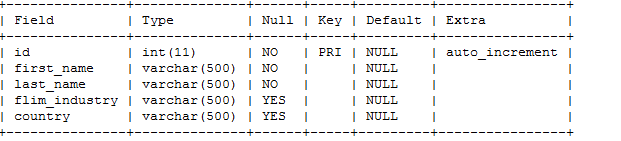 +---------------+--------------+------+-----+---------+----------------+
| Field | Type | Null | Key | Default | Extra |
+---------------+--------------+------+-----+---------+----------------+
| id | int(11) | NO | PRI | NULL | auto_increment |
| first_name | varchar(500) | NO | | NULL | |
| last_name | varchar(500) | NO | | NULL | |
| flim_industry | varchar(500) | YES | | NULL | |
| country | varchar(500) | YES | | NULL | |
+---------------+--------------+------+-----+---------+----------------+